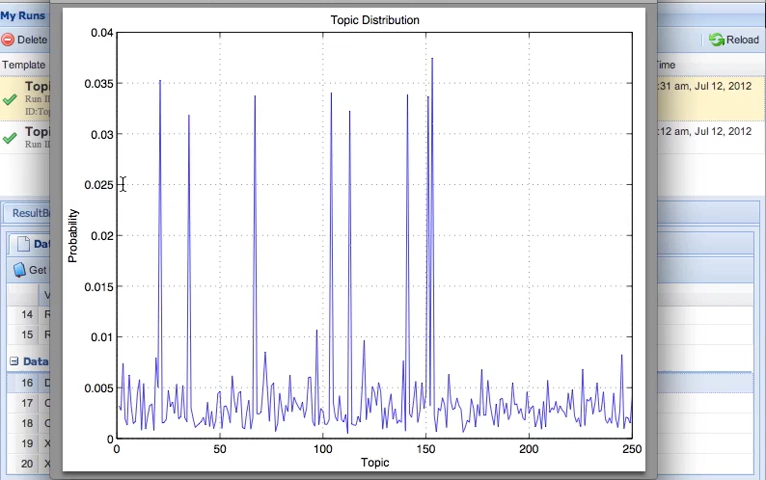 Topic Distribution
My Runs
Delete
Reload
Template
Time
Topi
:31 am, Jul 12, 2012
Run I
ID:To
Topi
:12 am, Jul 12, 2012
Run I
0.04
0.035
0.03
0.025
0.02
0.015
0.01
0.005
0
Probability
0
50
100
150
200
250
Topic
ResultB
Dat
Get
V
14 R
15 R
Data
16 D
17 C
18 C
19 X
20 X